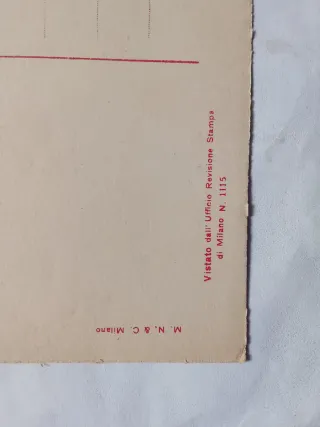 Vistato dall' Ufficio Revisione Stampa
di Milano N. 1115
M. N. & C. Milano